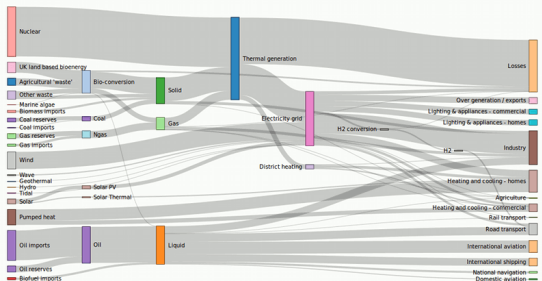 Nuclear
UK land based bioenergy
Agricultural 'waste'
Other waste
Marine algae
Biomass imports
Coal reserves
Coal imports
Gas reserves
Gas imports
Wind
Wave
Geothermal
Hydro
Tidal
Solar
Pumped heat
Oil imports
Oil reserves
Biofuel imports
Bio-conversion
Coal
Ngas
Solar PV
Solar Thermal
Oil
Solid
Gas
Liquid
Thermal generation
Electricity grid
District heating
H2 conversion
H2
Losses
Over generation / exports
Lighting & appliances - commercial
Lighting & appliances - homes
Industry
Heating and cooling - homes
Agriculture
Heating and cooling - commercial
Rail transport
Road transport
International aviation
International shipping
National navigation
Domestic aviation